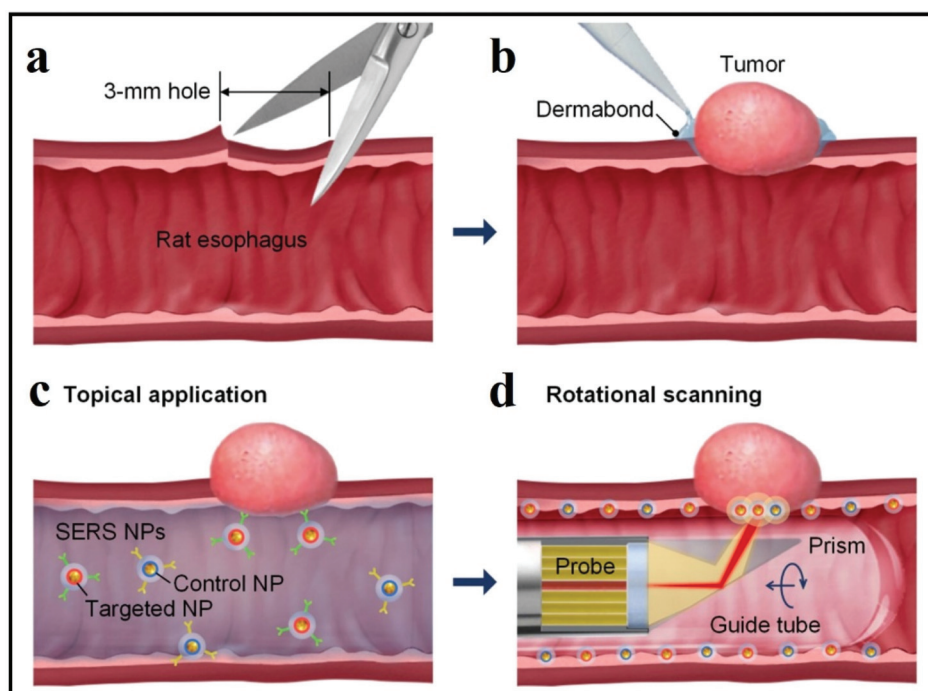 a
3-mm hole
Rat esophagus
b
Tumor
Dermabond
c Topical application
SERS NPs
Control NP
Targeted NP
d Rotational scanning
Probe
Prism
Guide tube